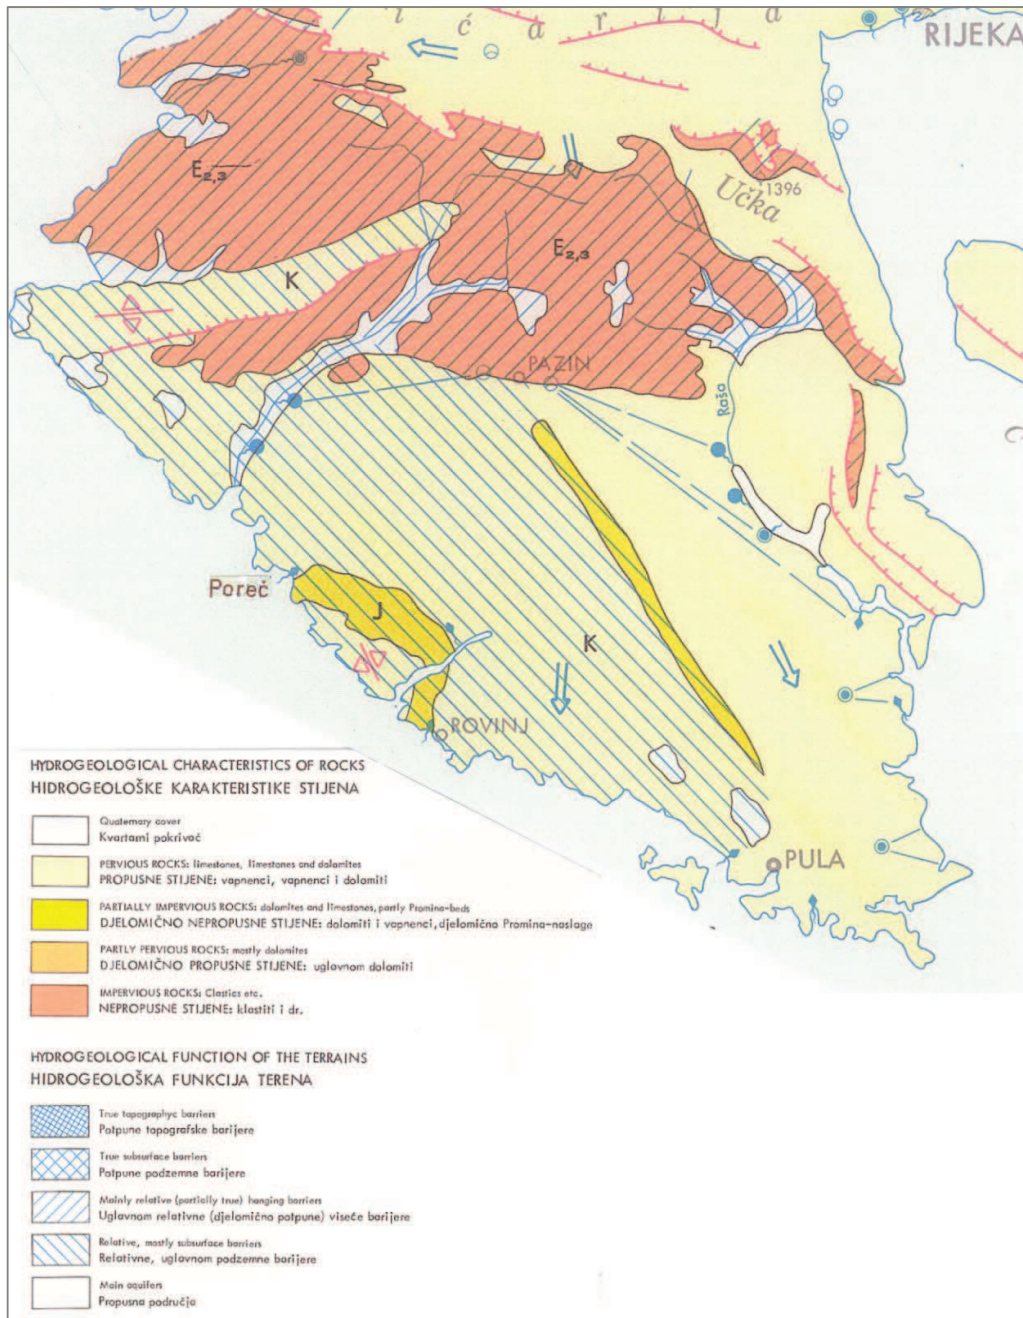 i ć a r i j a
RIJEKA
E2,3
Učka
1396
E2,3
K
PAZIN
Raša
Poreč
J
K
ROVINJ
PULA
HYDROGEOLOGICAL CHARACTERISTICS OF ROCKS
HIDROGEOLOŠKE KARAKTERISTIKE STIJENA
Quaternary cover
Kvartarni pokrivač
PERVIOUS ROCKS: limestones, limestones and dolomites
PROPUSNE STIJENE: vapnenci, vapnenci i dolomiti
PARTIALLY IMPERVIOUS ROCKS: dolomites and limestones, partly Promina-beds
DJELOMIČNO NEPROPUSNE STIJENE: dolomiti i vapnenci, djelomično Promina-naslage
PARTLY PERVIOUS ROCKS: mostly dolomites
DJELOMIČNO PROPUSNE STIJENE: uglavnom dolomiti
IMPERVIOUS ROCKS: Clastics etc.
NEPROPUSNE STIJENE: klastiti i dr.
HYDROGEOLOGICAL FUNCTION OF THE TERRAINS
HIDROGEOLOŠKA FUNKCIJA TERENA
True topographyc barriers
Potpune topografske barijere
True subsurface barriers
Potpune podzemne barijere
Mainly relative (partially true) hanging barriers
Uglavnom relativne (djelomično potpune) viseće barijere
Relative, mostly subsurface barriers
Relativne, uglavnom podzemne barijere
Main aquifers
Propusna područja